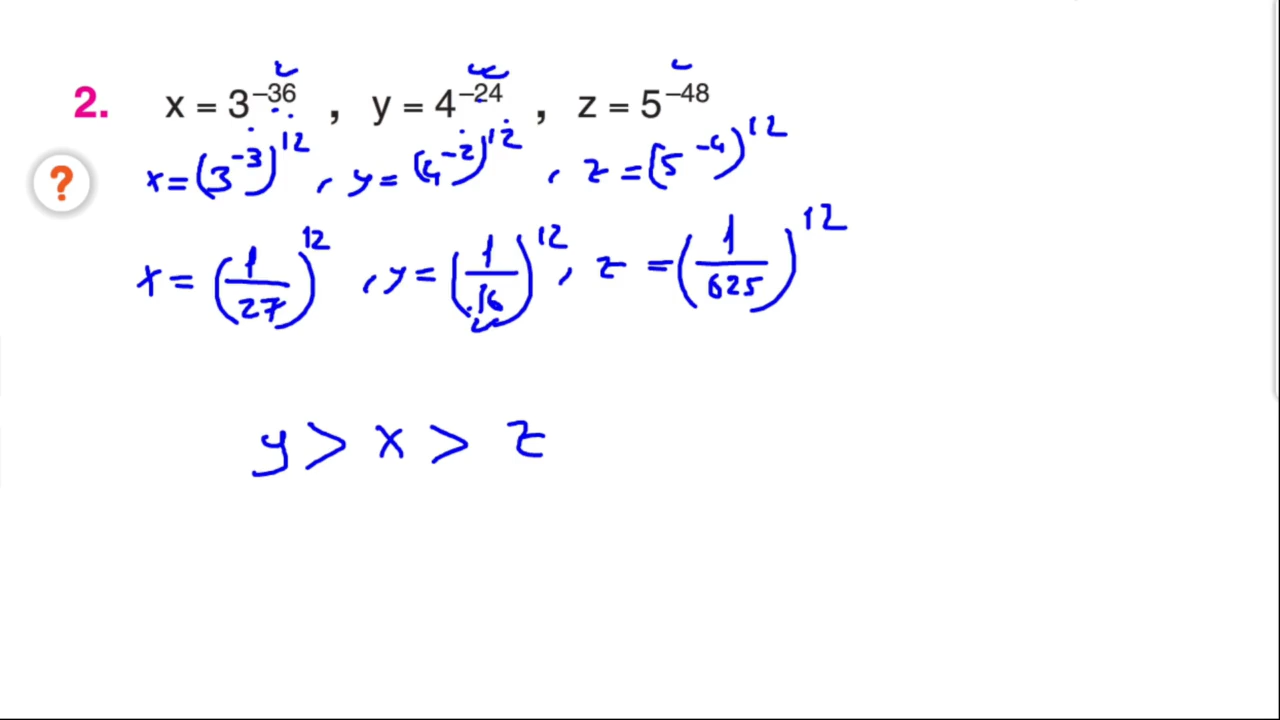 2. x = 3⁻³⁶ , y = 4⁻²⁴ , z = 5⁻⁴⁸
?
x = (3⁻³)¹² , y = (4⁻²)¹² , z = (5⁻⁴)¹²
x = (1/27)¹² , y = (1/16)¹² , z = (1/625)¹²
y > x > z